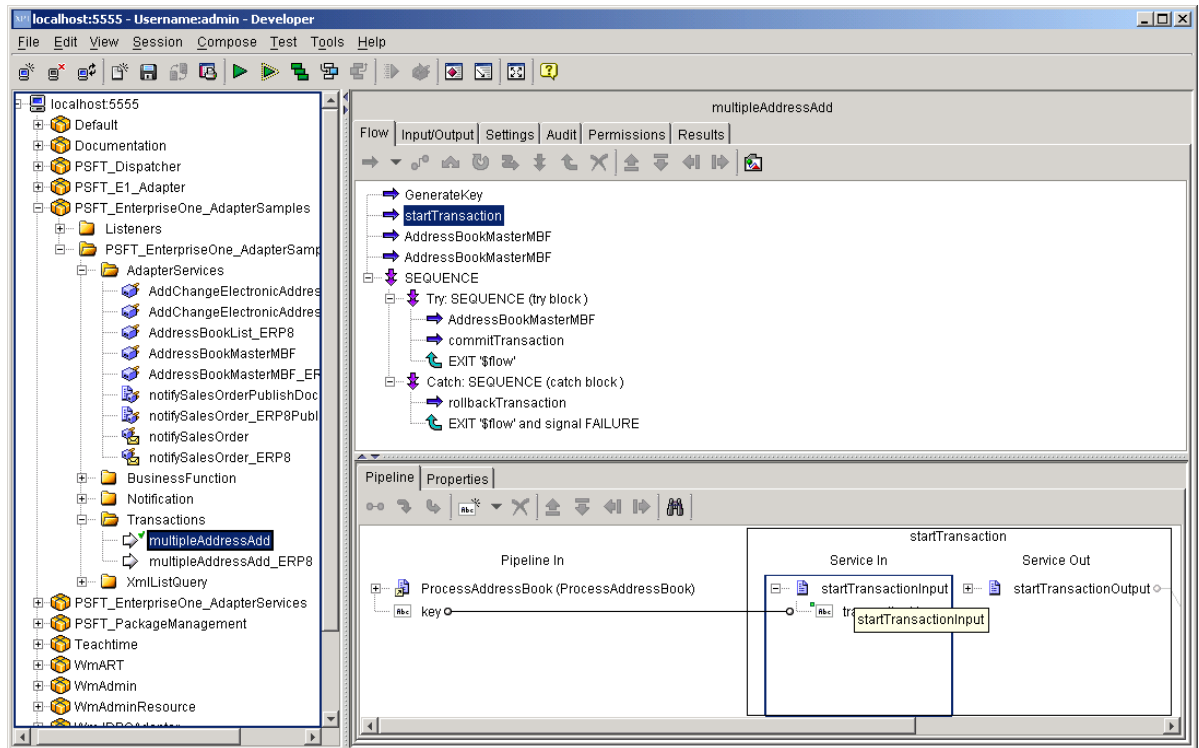 localhost:5555 - Username:admin - Developer
File Edit View Session Compose Test Tools Help
localhost:5555
Default
Documentation
PSFT_Dispatcher
PSFT_E1_Adapter
PSFT_EnterpriseOne_AdapterSamples
Listeners
PSFT_EnterpriseOne_AdapterSamp
AdapterServices
AddChangeElectronicAddres
AddChangeElectronicAddres
AddressBookList_ERP8
AddressBookMasterMBF
AddressBookMasterMBF_ER
notifySalesOrderPublishDoc
notifySalesOrder_ERP8Publ
notifySalesOrder
notifySalesOrder_ERP8
BusinessFunction
Notification
Transactions
multipleAddressAdd
multipleAddressAdd_ERP8
XmlListQuery
PSFT_EnterpriseOne_AdapterServices
PSFT_PackageManagement
Teachtime
WmART
WmAdmin
WmAdminResource
multipleAddressAdd
Flow Input/Output Settings Audit Permissions Results
GenerateKey
startTransaction
AddressBookMasterMBF
AddressBookMasterMBF
SEQUENCE
Try: SEQUENCE (try block)
AddressBookMasterMBF
commitTransaction
EXIT '$flow'
Catch: SEQUENCE (catch block)
rollbackTransaction
EXIT '$flow' and signal FAILURE
Pipeline Properties
startTransaction
Pipeline In Service In Service Out
ProcessAddressBook (ProcessAddressBook) startTransactionInput startTransactionOutput
Abc key Abc
startTransactionInput